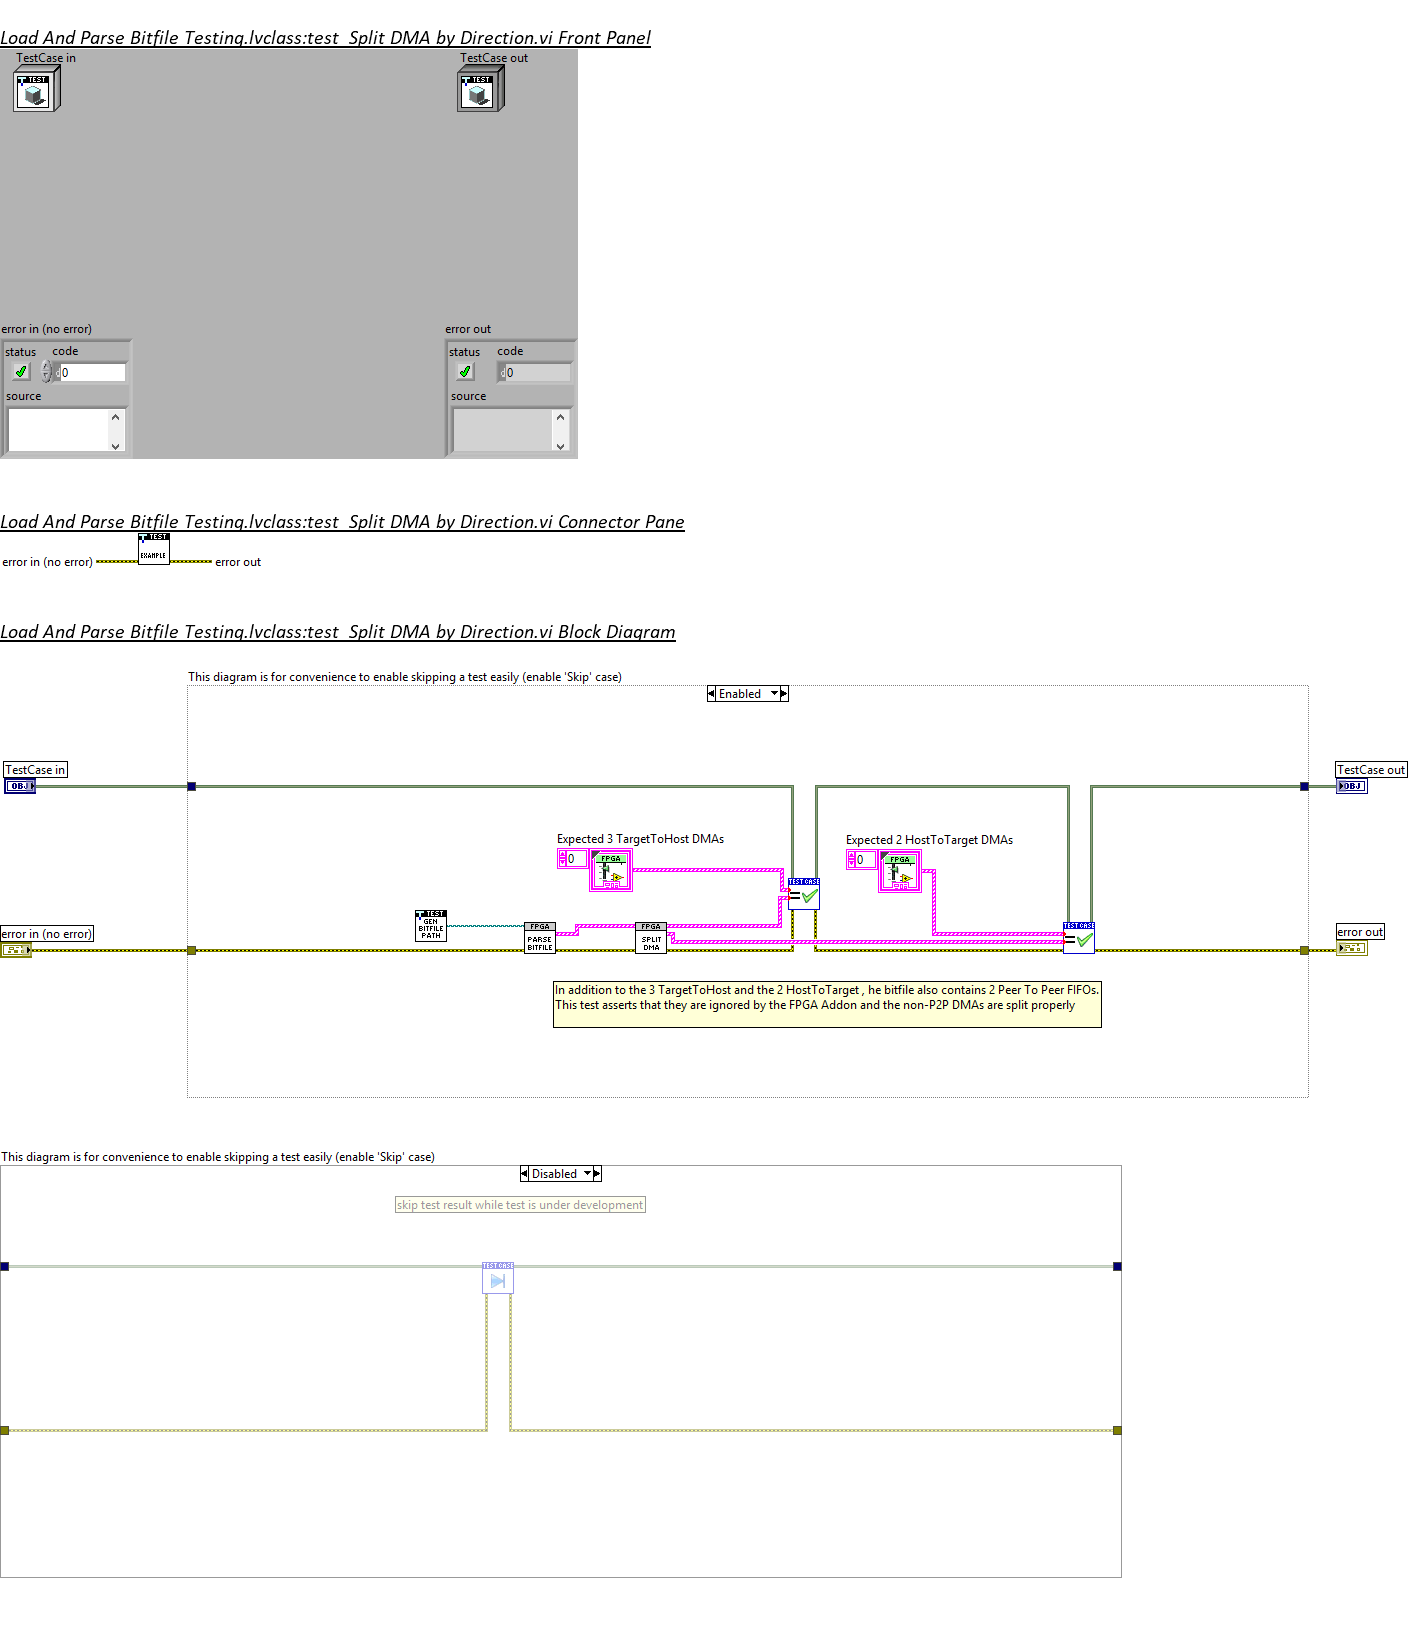 Load And Parse Bitfile Testing.lvclass:test_Split DMA by Direction.vi Front Panel
TestCase in
TestCase out
TEST
TEST
error in (no error)
error out
status code
status code
d 0
d 0
source
source
Load And Parse Bitfile Testing.lvclass:test_Split DMA by Direction.vi Connector Pane
TEST
EXAMPLE
error in (no error)
error out
Load And Parse Bitfile Testing.lvclass:test_Split DMA by Direction.vi Block Diagram
This diagram is for convenience to enable skipping a test easily (enable 'Skip' case)
Enabled
TestCase in
OBJ
TestCase out
OBJ
Expected 3 TargetToHost DMAs
0
FPGA
Expected 2 HostToTarget DMAs
0
FPGA
TEST CASE
=
TEST
GEN
BITFILE
PATH
FPGA
PARSE
BITFILE
FPGA
SPLIT
DMA
TEST CASE
=
error in (no error)
error out
In addition to the 3 TargetToHost and the 2 HostToTarget , he bitfile also contains 2 Peer To Peer FIFOs.
This test asserts that they are ignored by the FPGA Addon and the non-P2P DMAs are split properly
This diagram is for convenience to enable skipping a test easily (enable 'Skip' case)
Disabled
skip test result while test is under development
TEST CASE